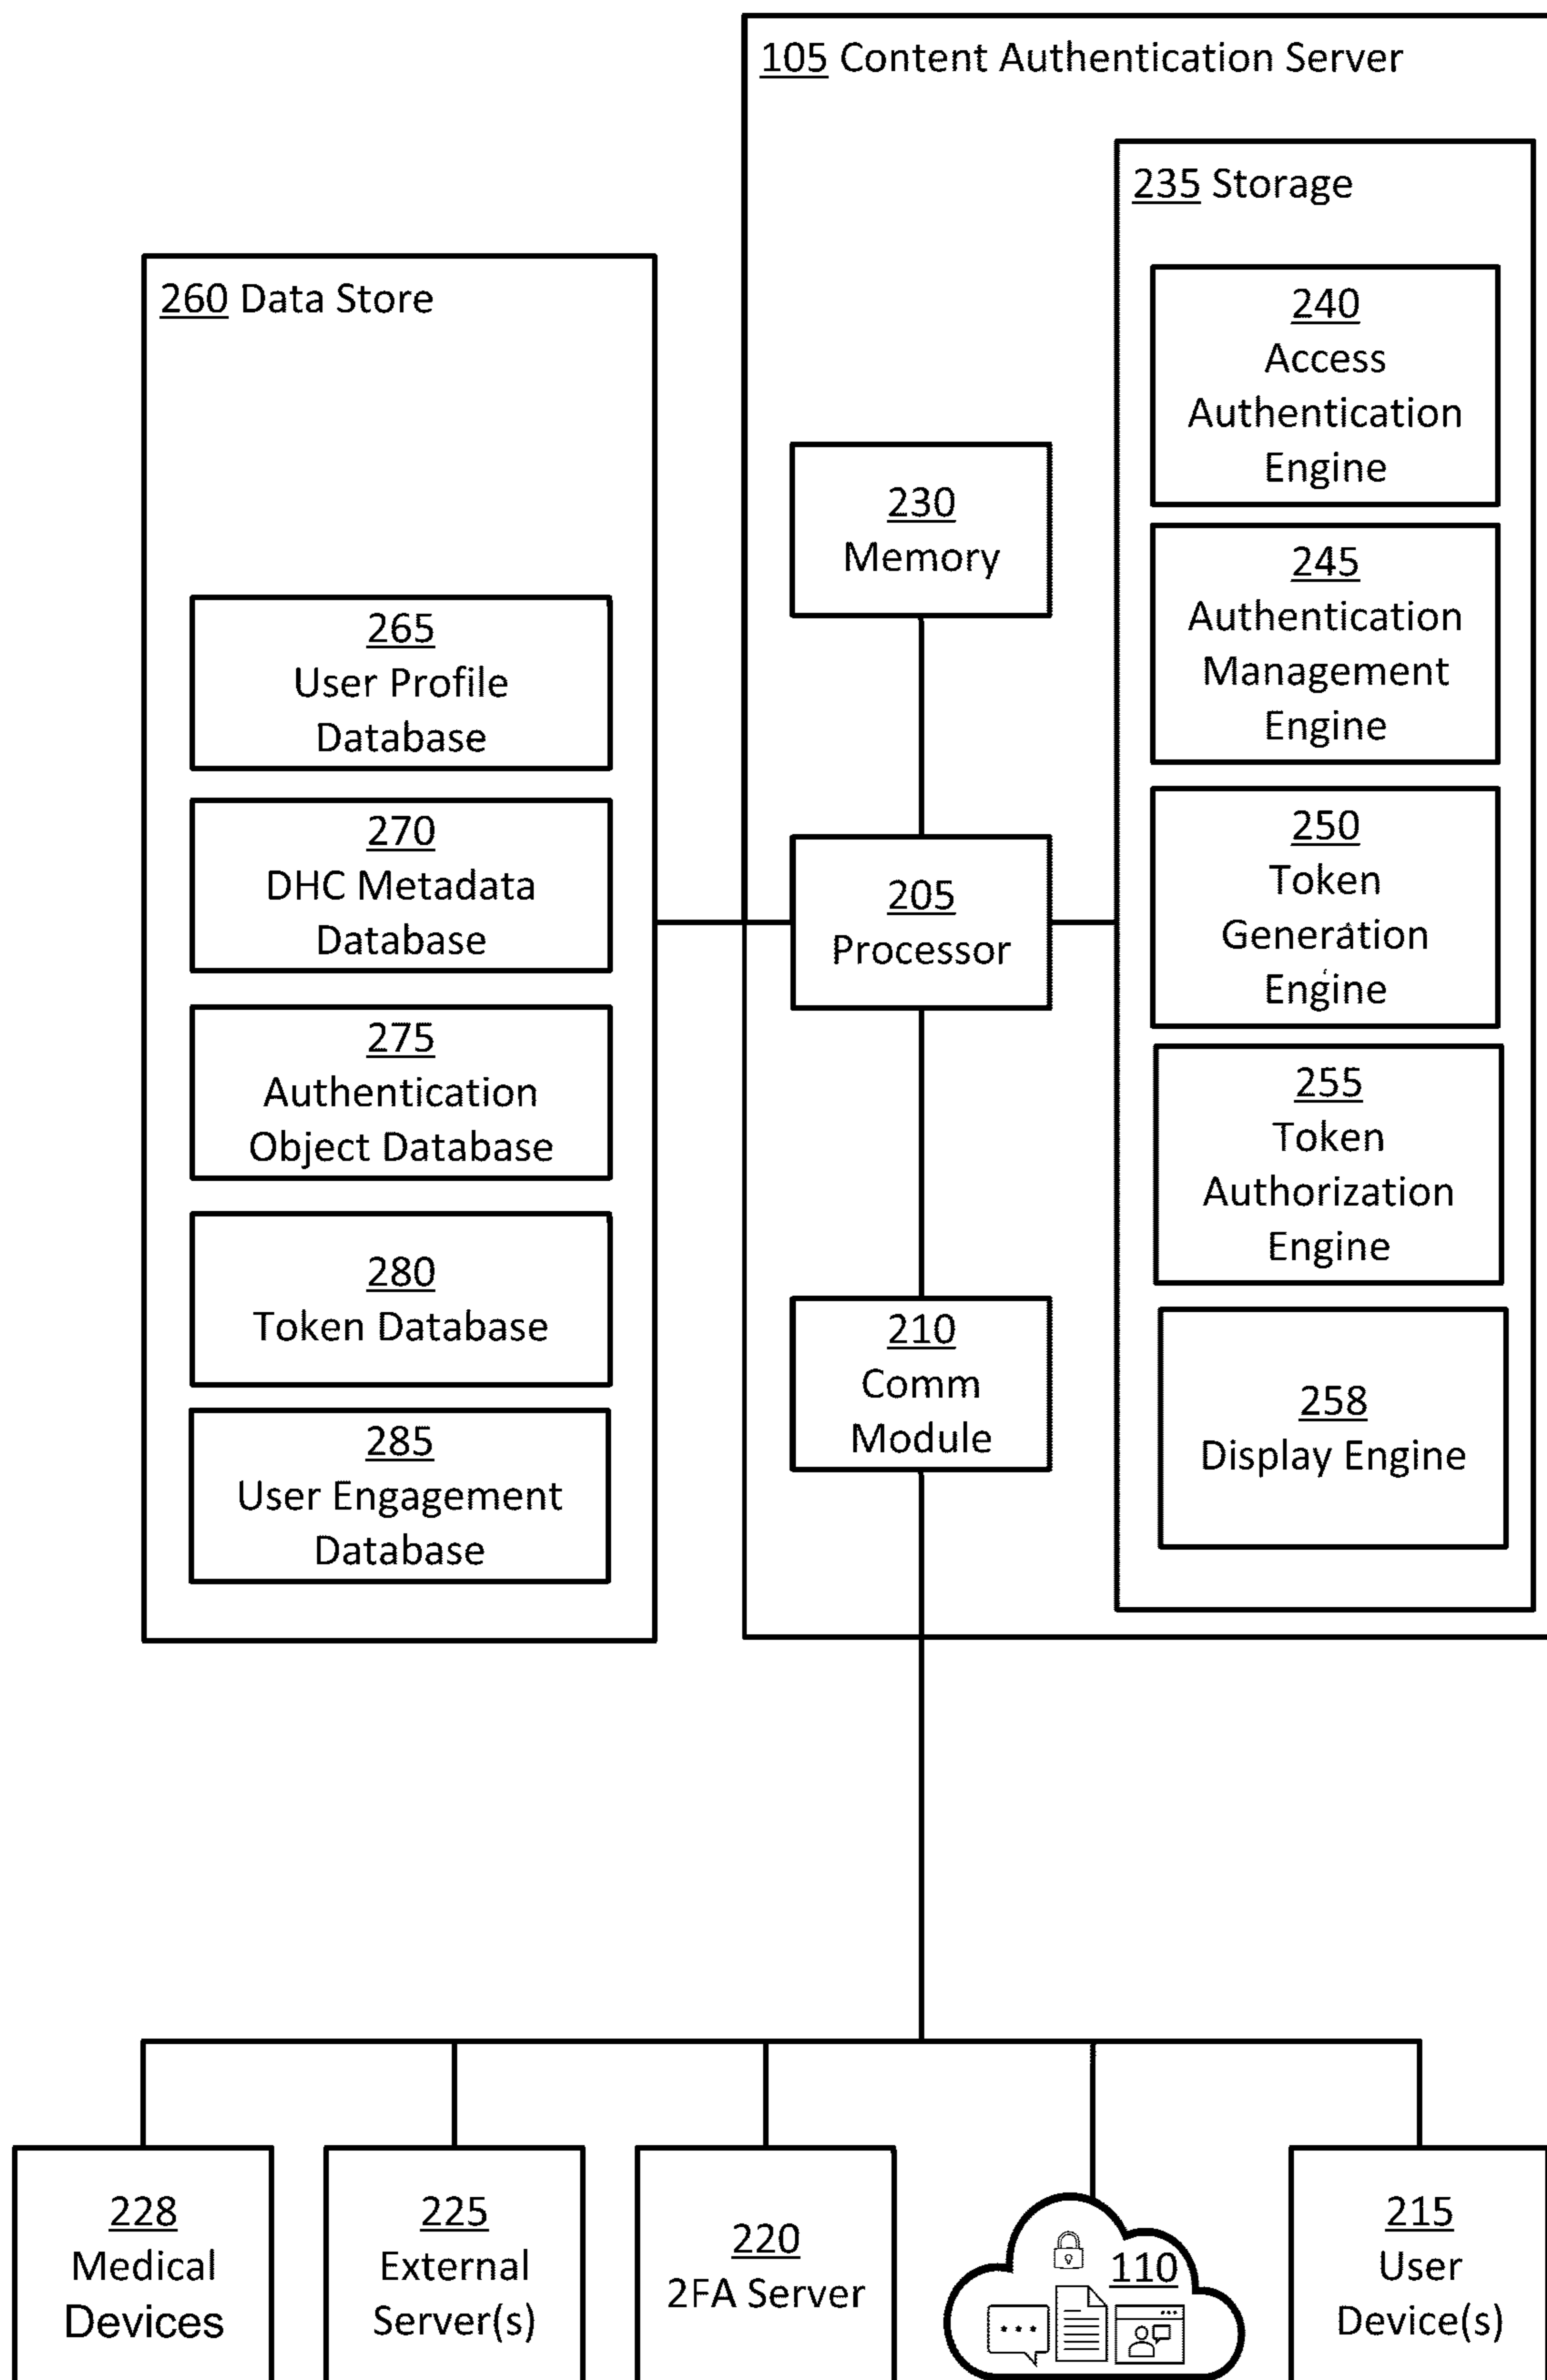 105 Content Authentication Server
235 Storage
260 Data Store
240
Access
Authentication
Engine
230
Memory
245
Authentication
Management
Engine
265
User Profile
Database
270
DHC Metadata
Database
205
Processor
250
Token
Generation
Engine
275
Authentication
Object Database
255
Token
Authorization
Engine
280
Token Database
210
Comm
Module
258
Display Engine
285
User Engagement
Database
228
Medical
Devices
225
External
Server(s)
220
2FA Server
110
215
User
Device(s)